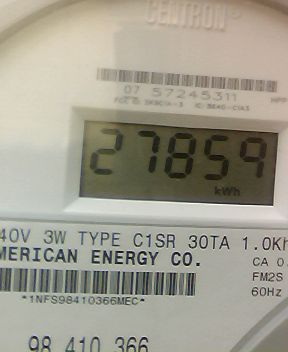 CENTRON®
07 57245311
27859
kWh
40V 3W TYPE C1SR 30TA 1.0Kh
MERICAN ENERGY CO.
CA 0.
FM2S
*1NFS98410366MEC*
60Hz
98 410 366